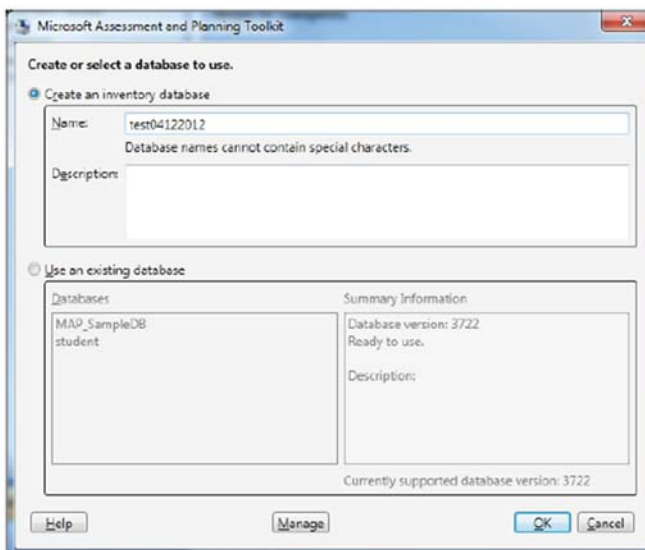 Microsoft Assessment and Planning Toolkit
Create or select a database to use.
Create an inventory database
Name:
test04122012
Database names cannot contain special characters.
Description:
Use an existing database
Databases
Summary Information
MAP_SampleDB
student
Database version: 3722
Ready to use.
Description:
Currently supported database version: 3722
Help
Manage
OK
Cancel